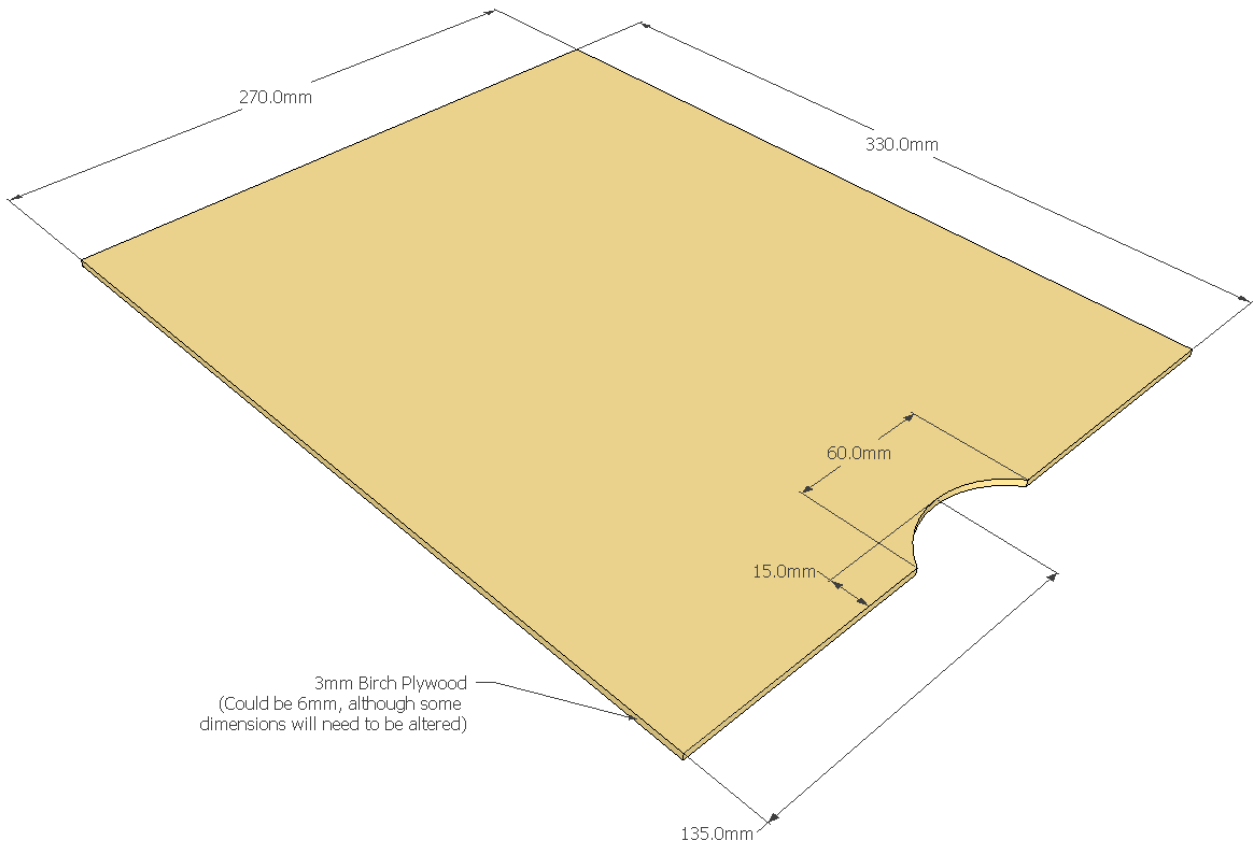 270.0mm
330.0mm
60.0mm
15.0mm
3mm Birch Plywood
(Could be 6mm, although some
dimensions will need to be altered)
135.0mm